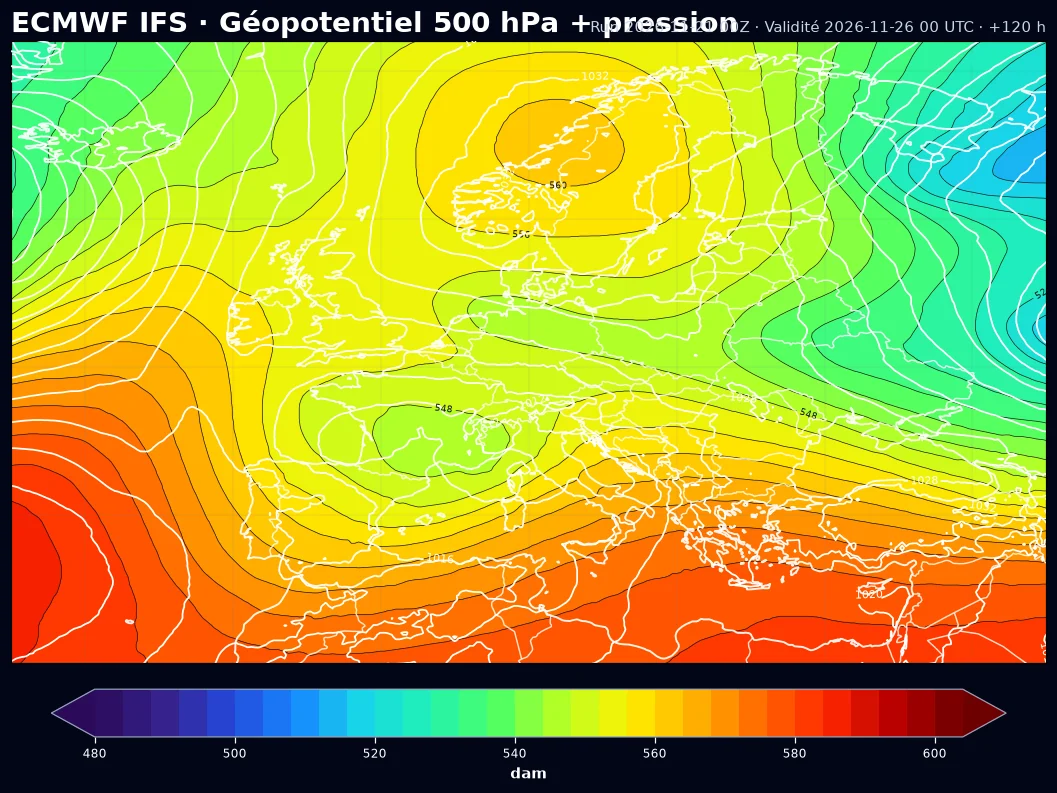 ECMWF IFS · Géopotentiel 500 hPa + pression
Validité 2026-11-26 00 UTC · +120 h
1032
560
556
548
548
1028
1032
1016
1020
480 500 520 540 560 580 600
dam